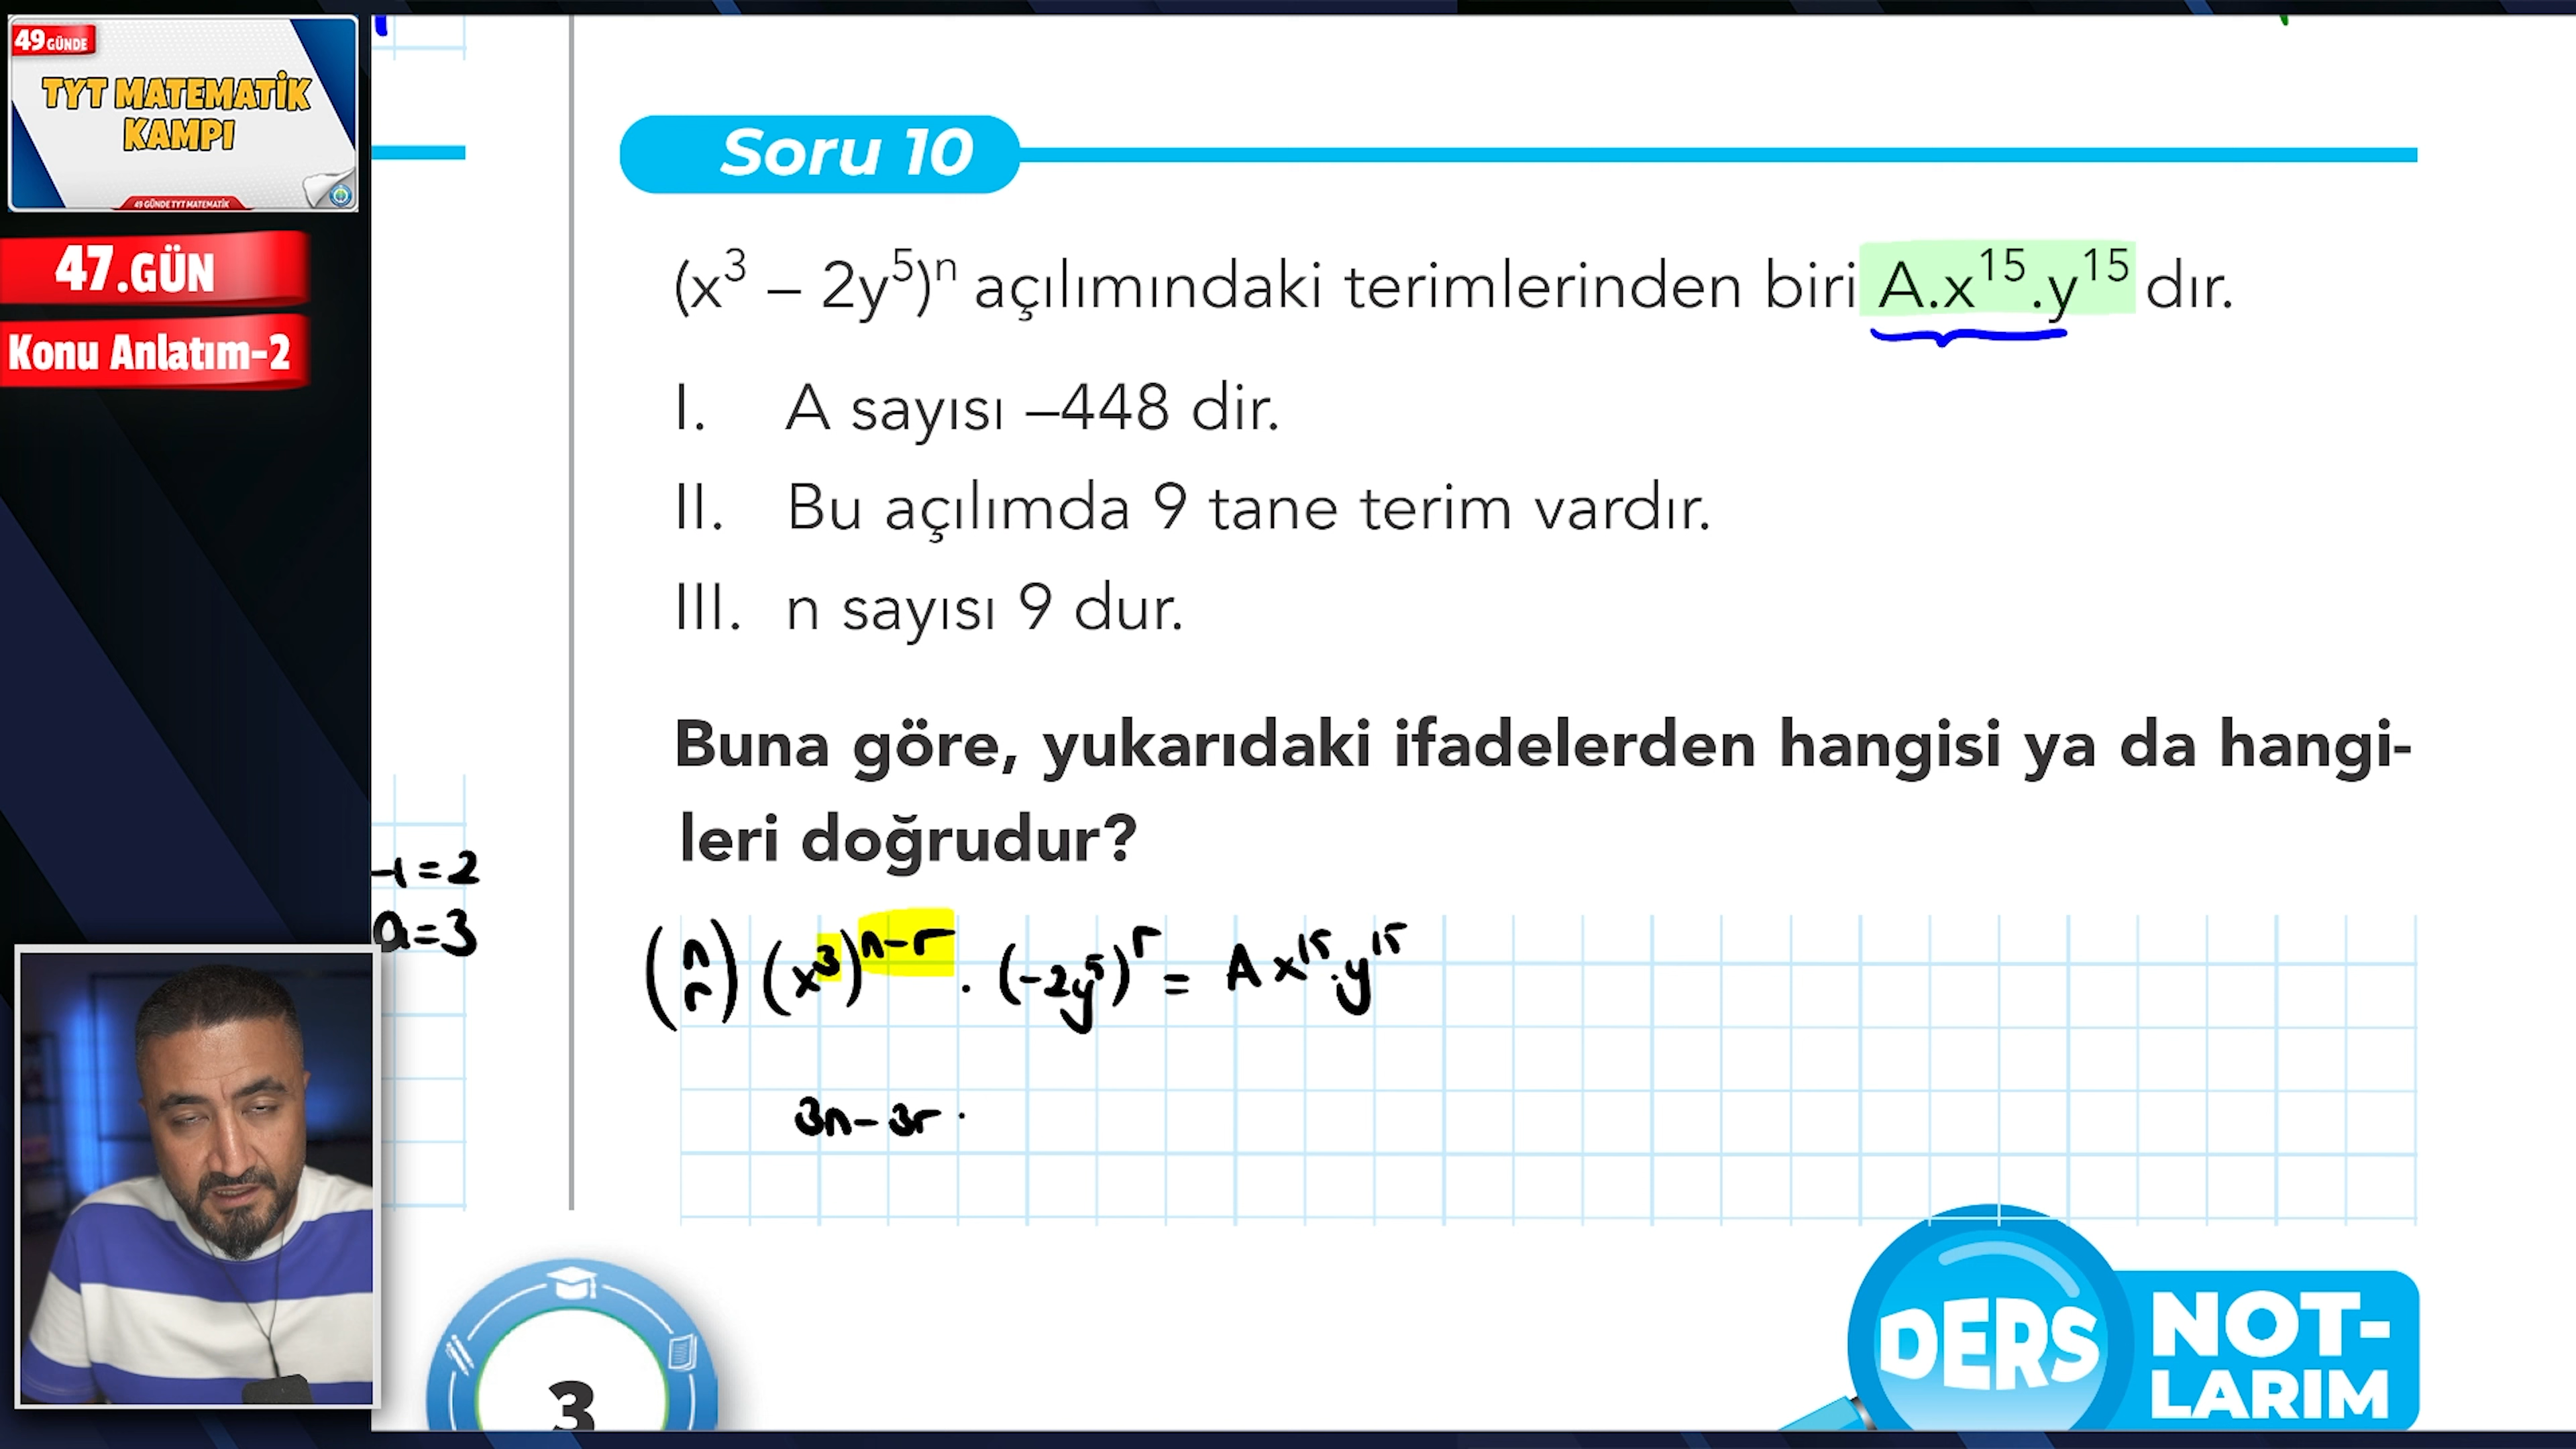 49 GÜNDE
TYT MATEMATİK
KAMPI
49 GÜNDE TYT MATEMATİK
47.GÜN
Konu Anlatım-2
Soru 10
(x³ – 2y⁵)ⁿ açılımındaki terimlerinden biri A.x¹⁵.y¹⁵ dır.
I. A sayısı –448 dir.
II. Bu açılımda 9 tane terim vardır.
III. n sayısı 9 dur.
Buna göre, yukarıdaki ifadelerden hangisi ya da hangi-
leri doğrudur?
=2
a=3
(n r) (x³)ⁿ⁻ʳ . (-2y⁵)ʳ = A x¹⁵.y¹⁵
3n-3r
3
DERS
NOT-
LARIM